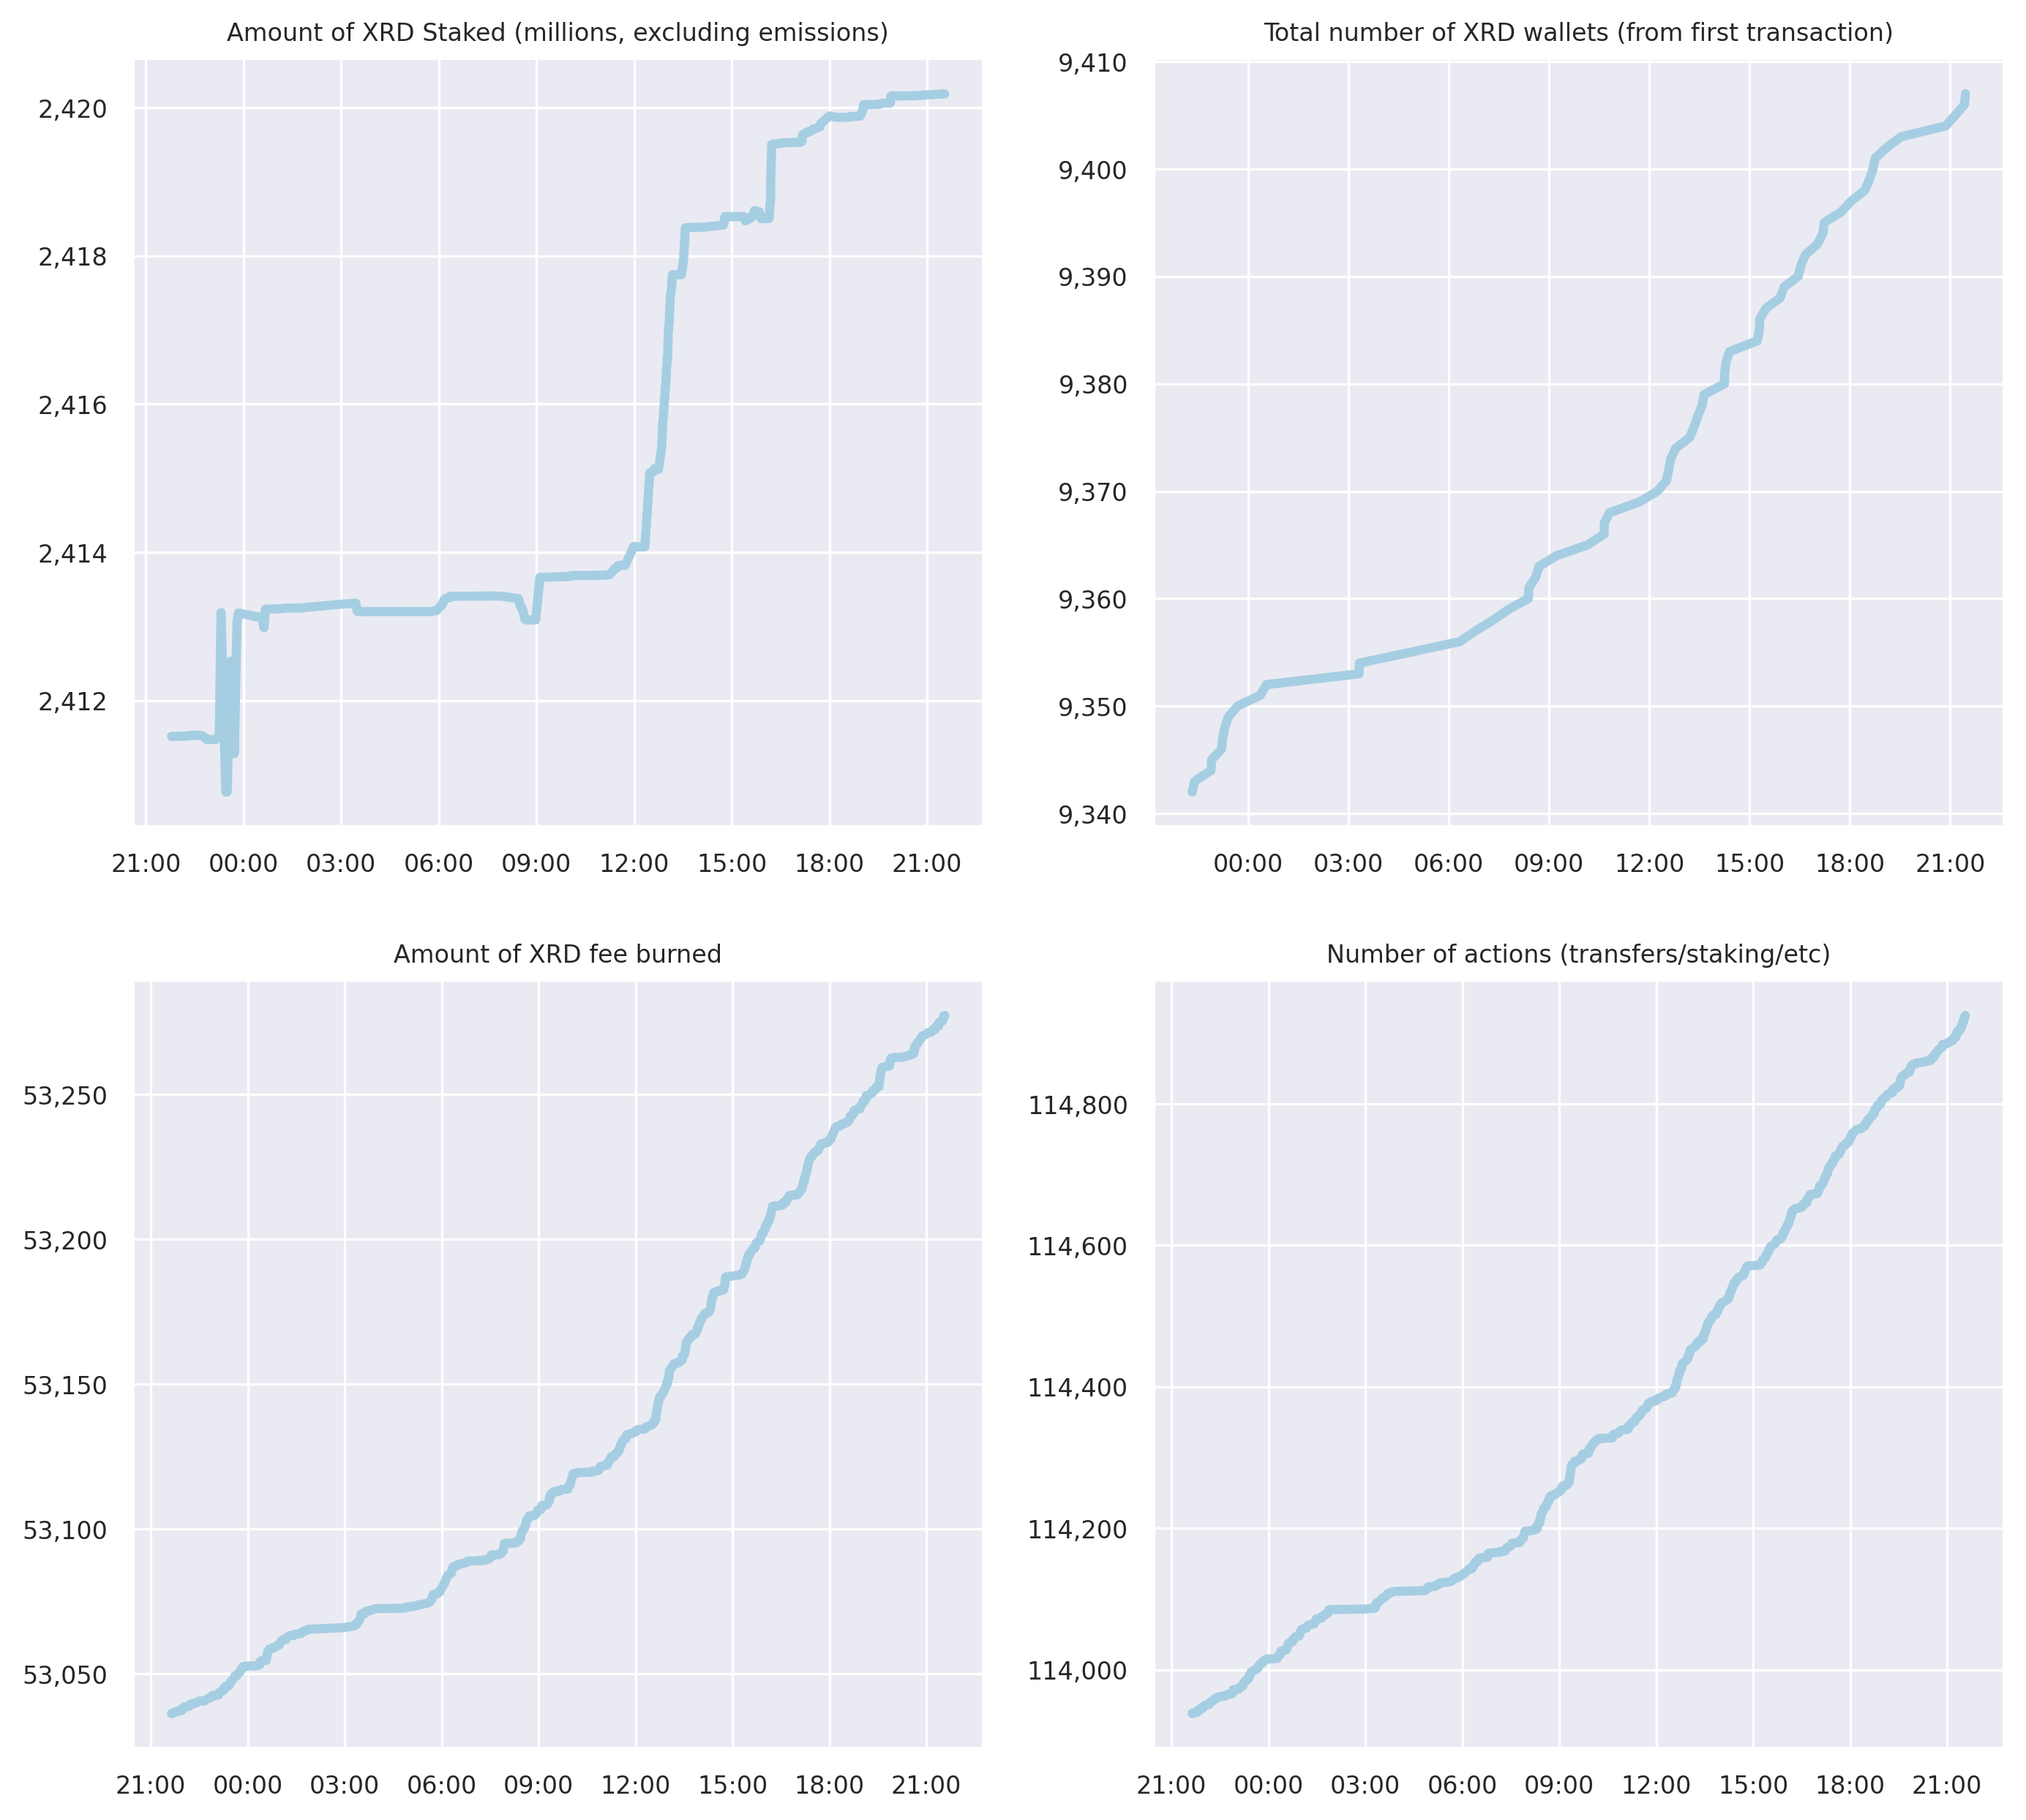 Amount of XRD Staked (millions, excluding emissions)
2,420
2,418
2,416
2,414
2,412
21:00 00:00 03:00 06:00 09:00 12:00 15:00 18:00 21:00
Total number of XRD wallets (from first transaction)
9,410
9,400
9,390
9,380
9,370
9,360
9,350
9,340
00:00 03:00 06:00 09:00 12:00 15:00 18:00 21:00
Amount of XRD fee burned
53,250
53,200
53,150
53,100
53,050
21:00 00:00 03:00 06:00 09:00 12:00 15:00 18:00 21:00
Number of actions (transfers/staking/etc)
114,800
114,600
114,400
114,200
114,000
21:00 00:00 03:00 06:00 09:00 12:00 15:00 18:00 21:00